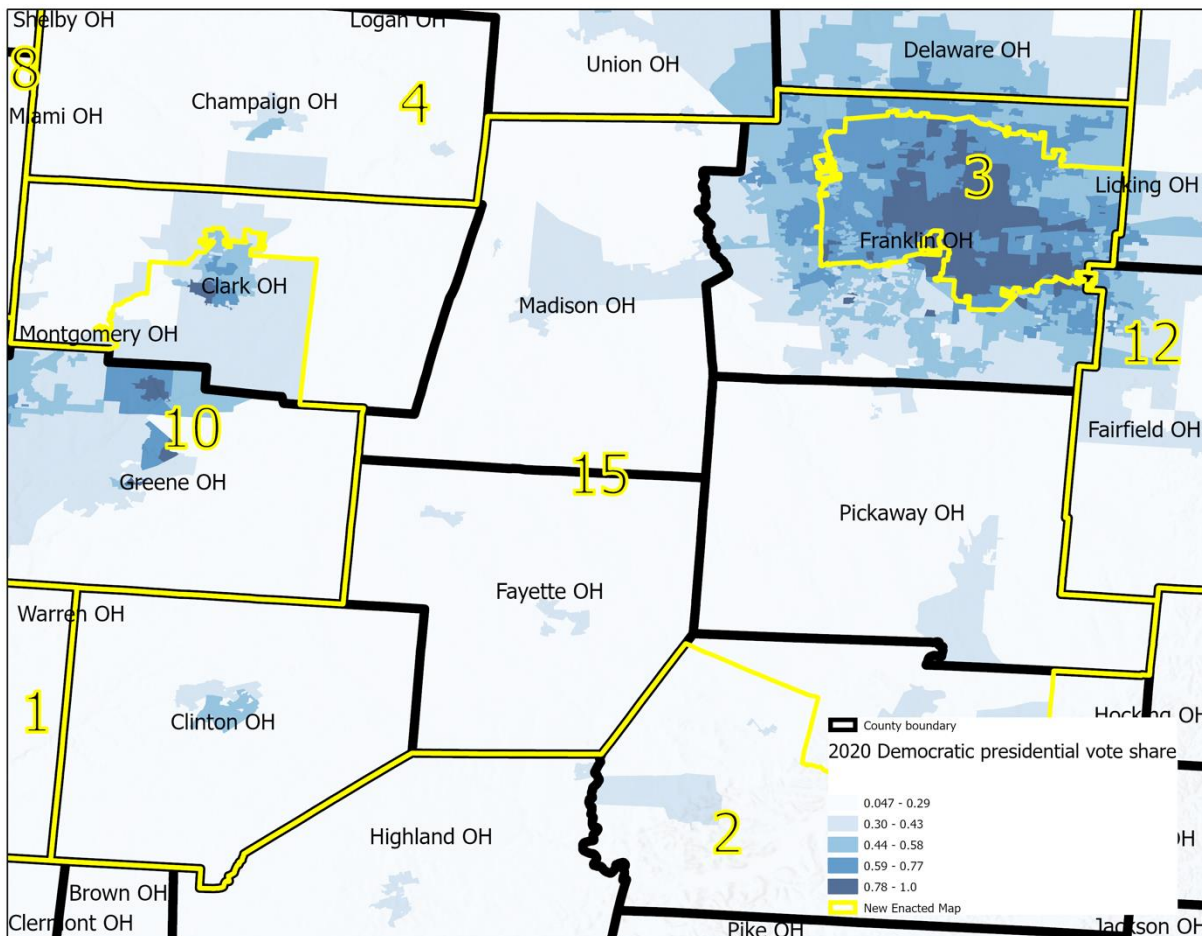 Shelby OH
Logan OH
Union OH
Delaware OH
8
Champaign OH
4
Miami OH
3
Licking OH
Franklin OH
Clark OH
Madison OH
Montgomery OH
12
10
Fairfield OH
Greene OH
15
Pickaway OH
Fayette OH
Warren OH
1
Clinton OH
Hocking OH
County boundary
2020 Democratic presidential vote share
0.047 - 0.29
0.30 - 0.43
0.44 - 0.58
0.59 - 0.77
0.78 - 1.0
New Enacted Map
2
Highland OH
OH
Brown OH
Clermont OH
Pike OH
Jackson OH